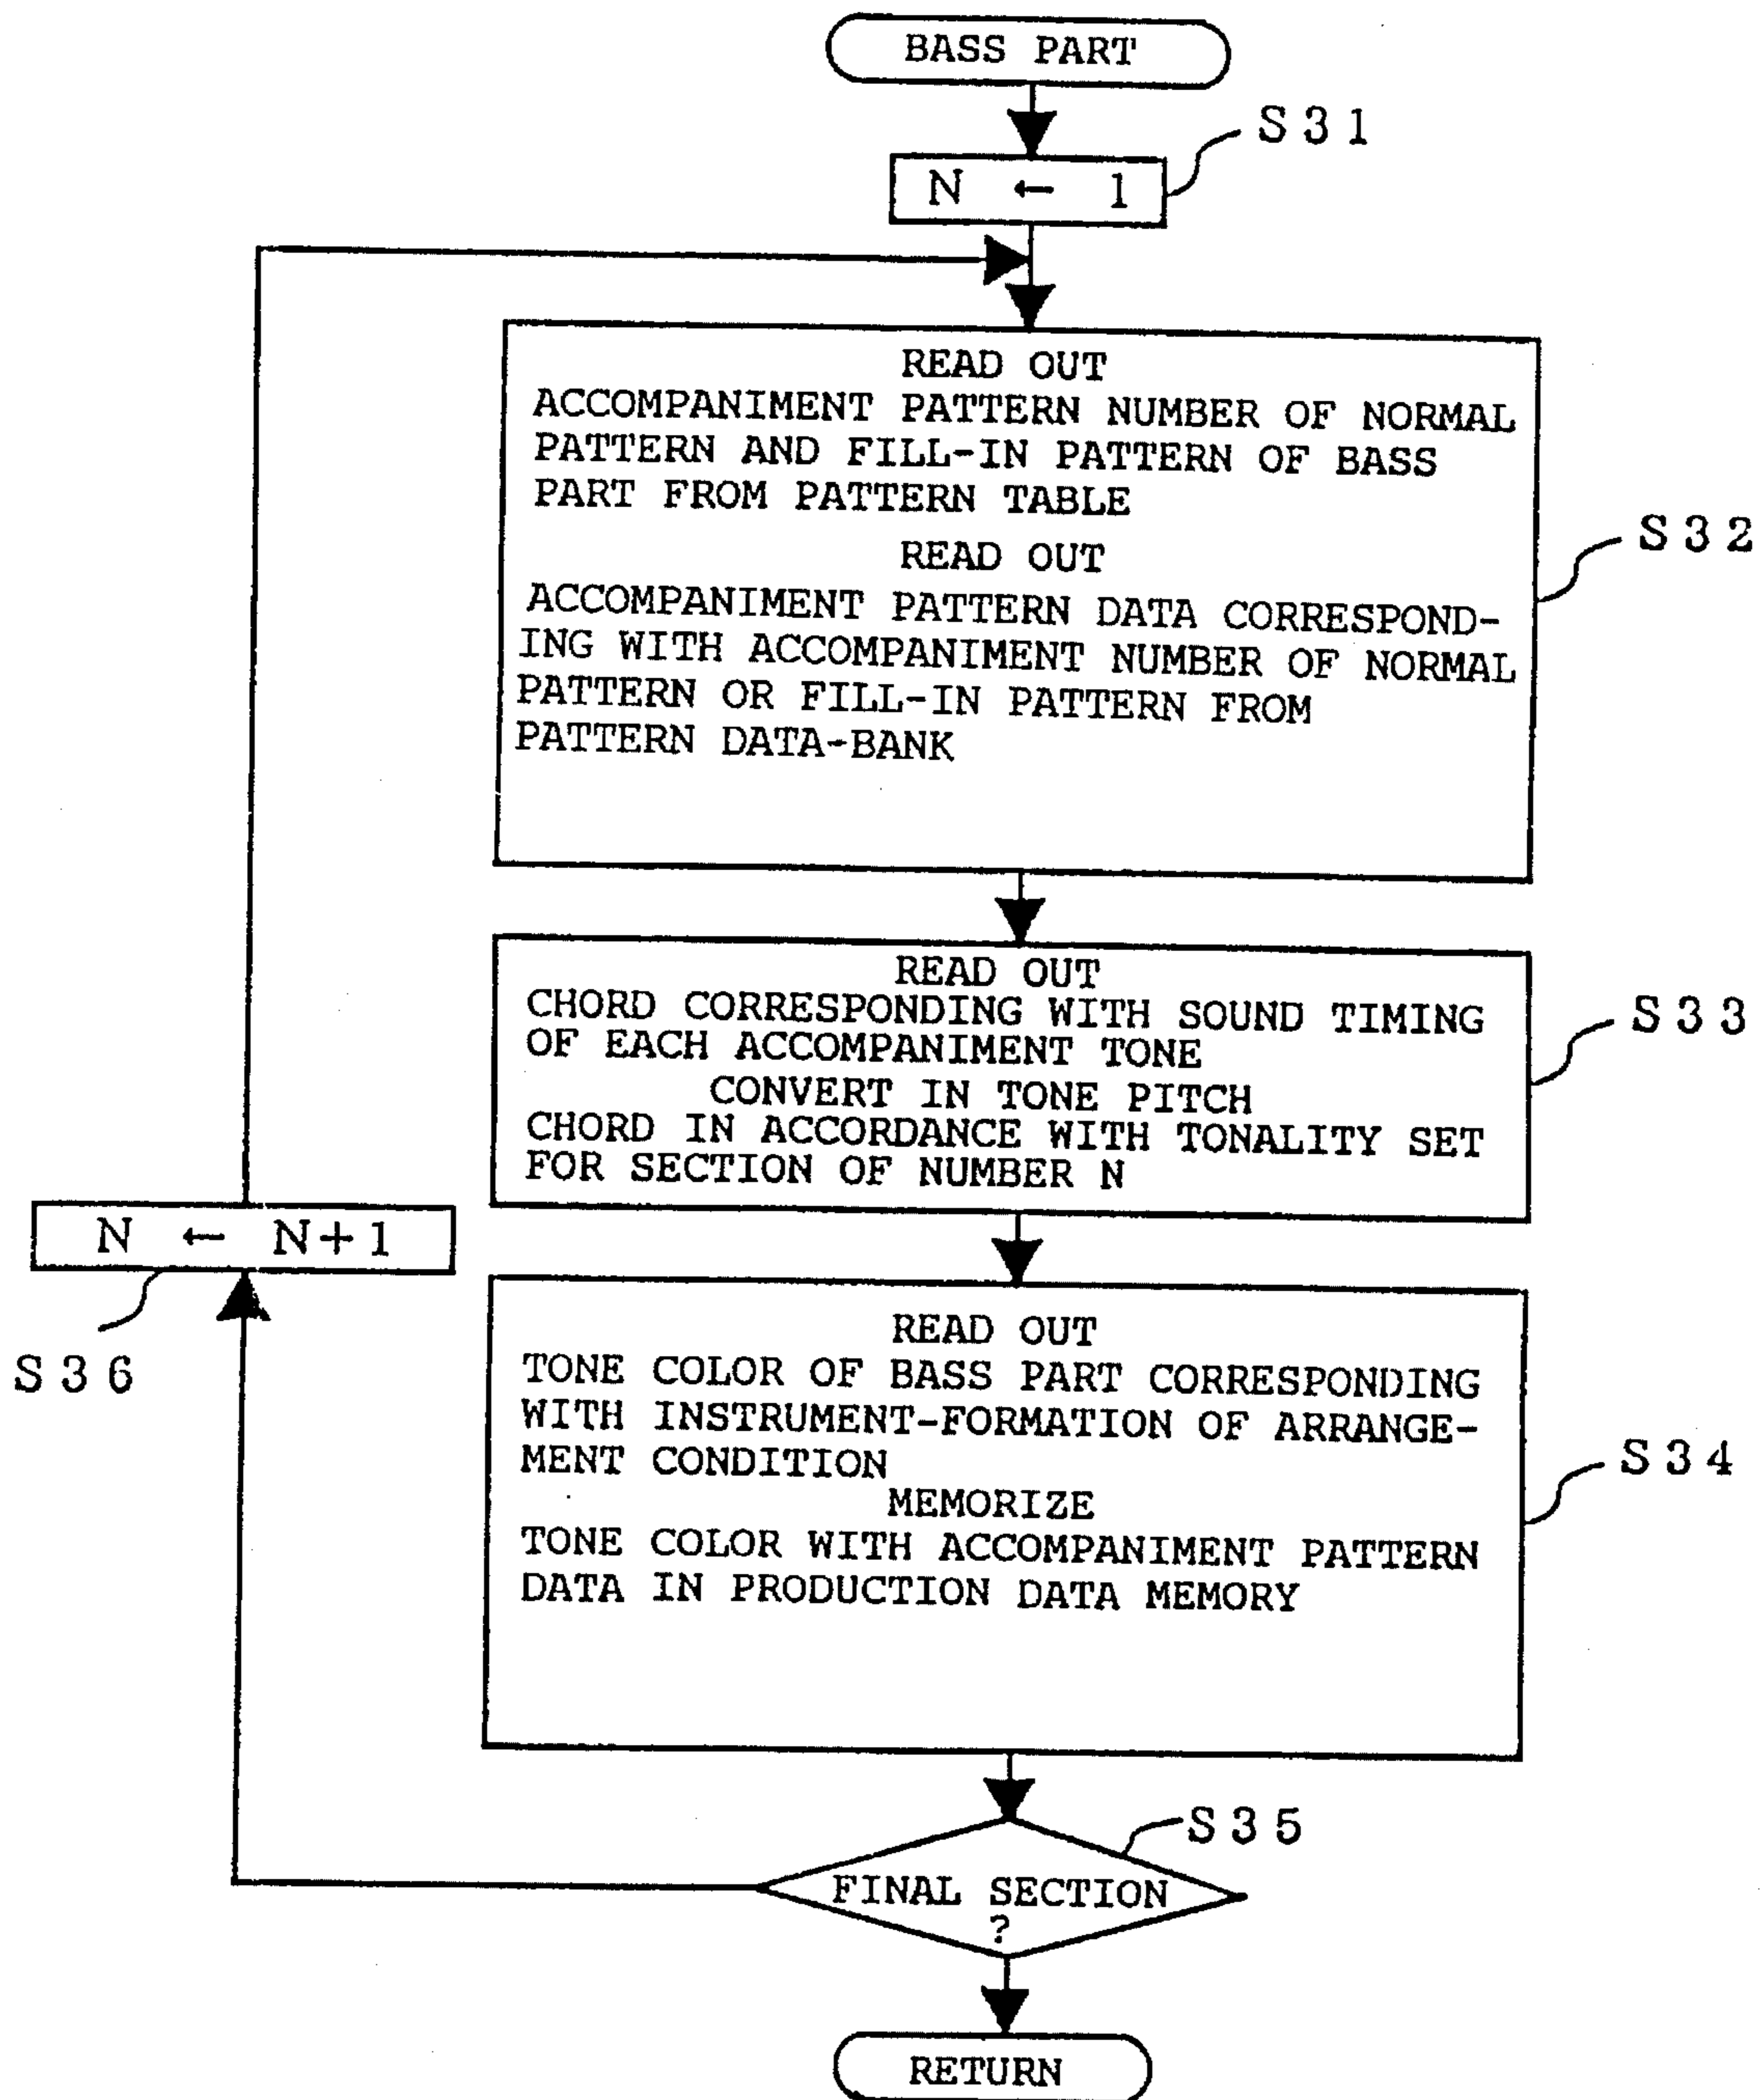 BASS PART
S31
N ← 1
READ OUT
ACCOMPANIMENT PATTERN NUMBER OF NORMAL
PATTERN AND FILL-IN PATTERN OF BASS
PART FROM PATTERN TABLE
READ OUT
ACCOMPANIMENT PATTERN DATA CORRESPOND-
ING WITH ACCOMPANIMENT NUMBER OF NORMAL
PATTERN OR FILL-IN PATTERN FROM
PATTERN DATA-BANK
S32
READ OUT
CHORD CORRESPONDING WITH SOUND TIMING
OF EACH ACCOMPANIMENT TONE
CONVERT IN TONE PITCH
CHORD IN ACCORDANCE WITH TONALITY SET
FOR SECTION OF NUMBER N
S33
N ← N+1
S36
READ OUT
TONE COLOR OF BASS PART CORRESPONDING
WITH INSTRUMENT-FORMATION OF ARRANGE-
MENT CONDITION
MEMORIZE
TONE COLOR WITH ACCOMPANIMENT PATTERN
DATA IN PRODUCTION DATA MEMORY
S34
S35
FINAL SECTION
?
RETURN